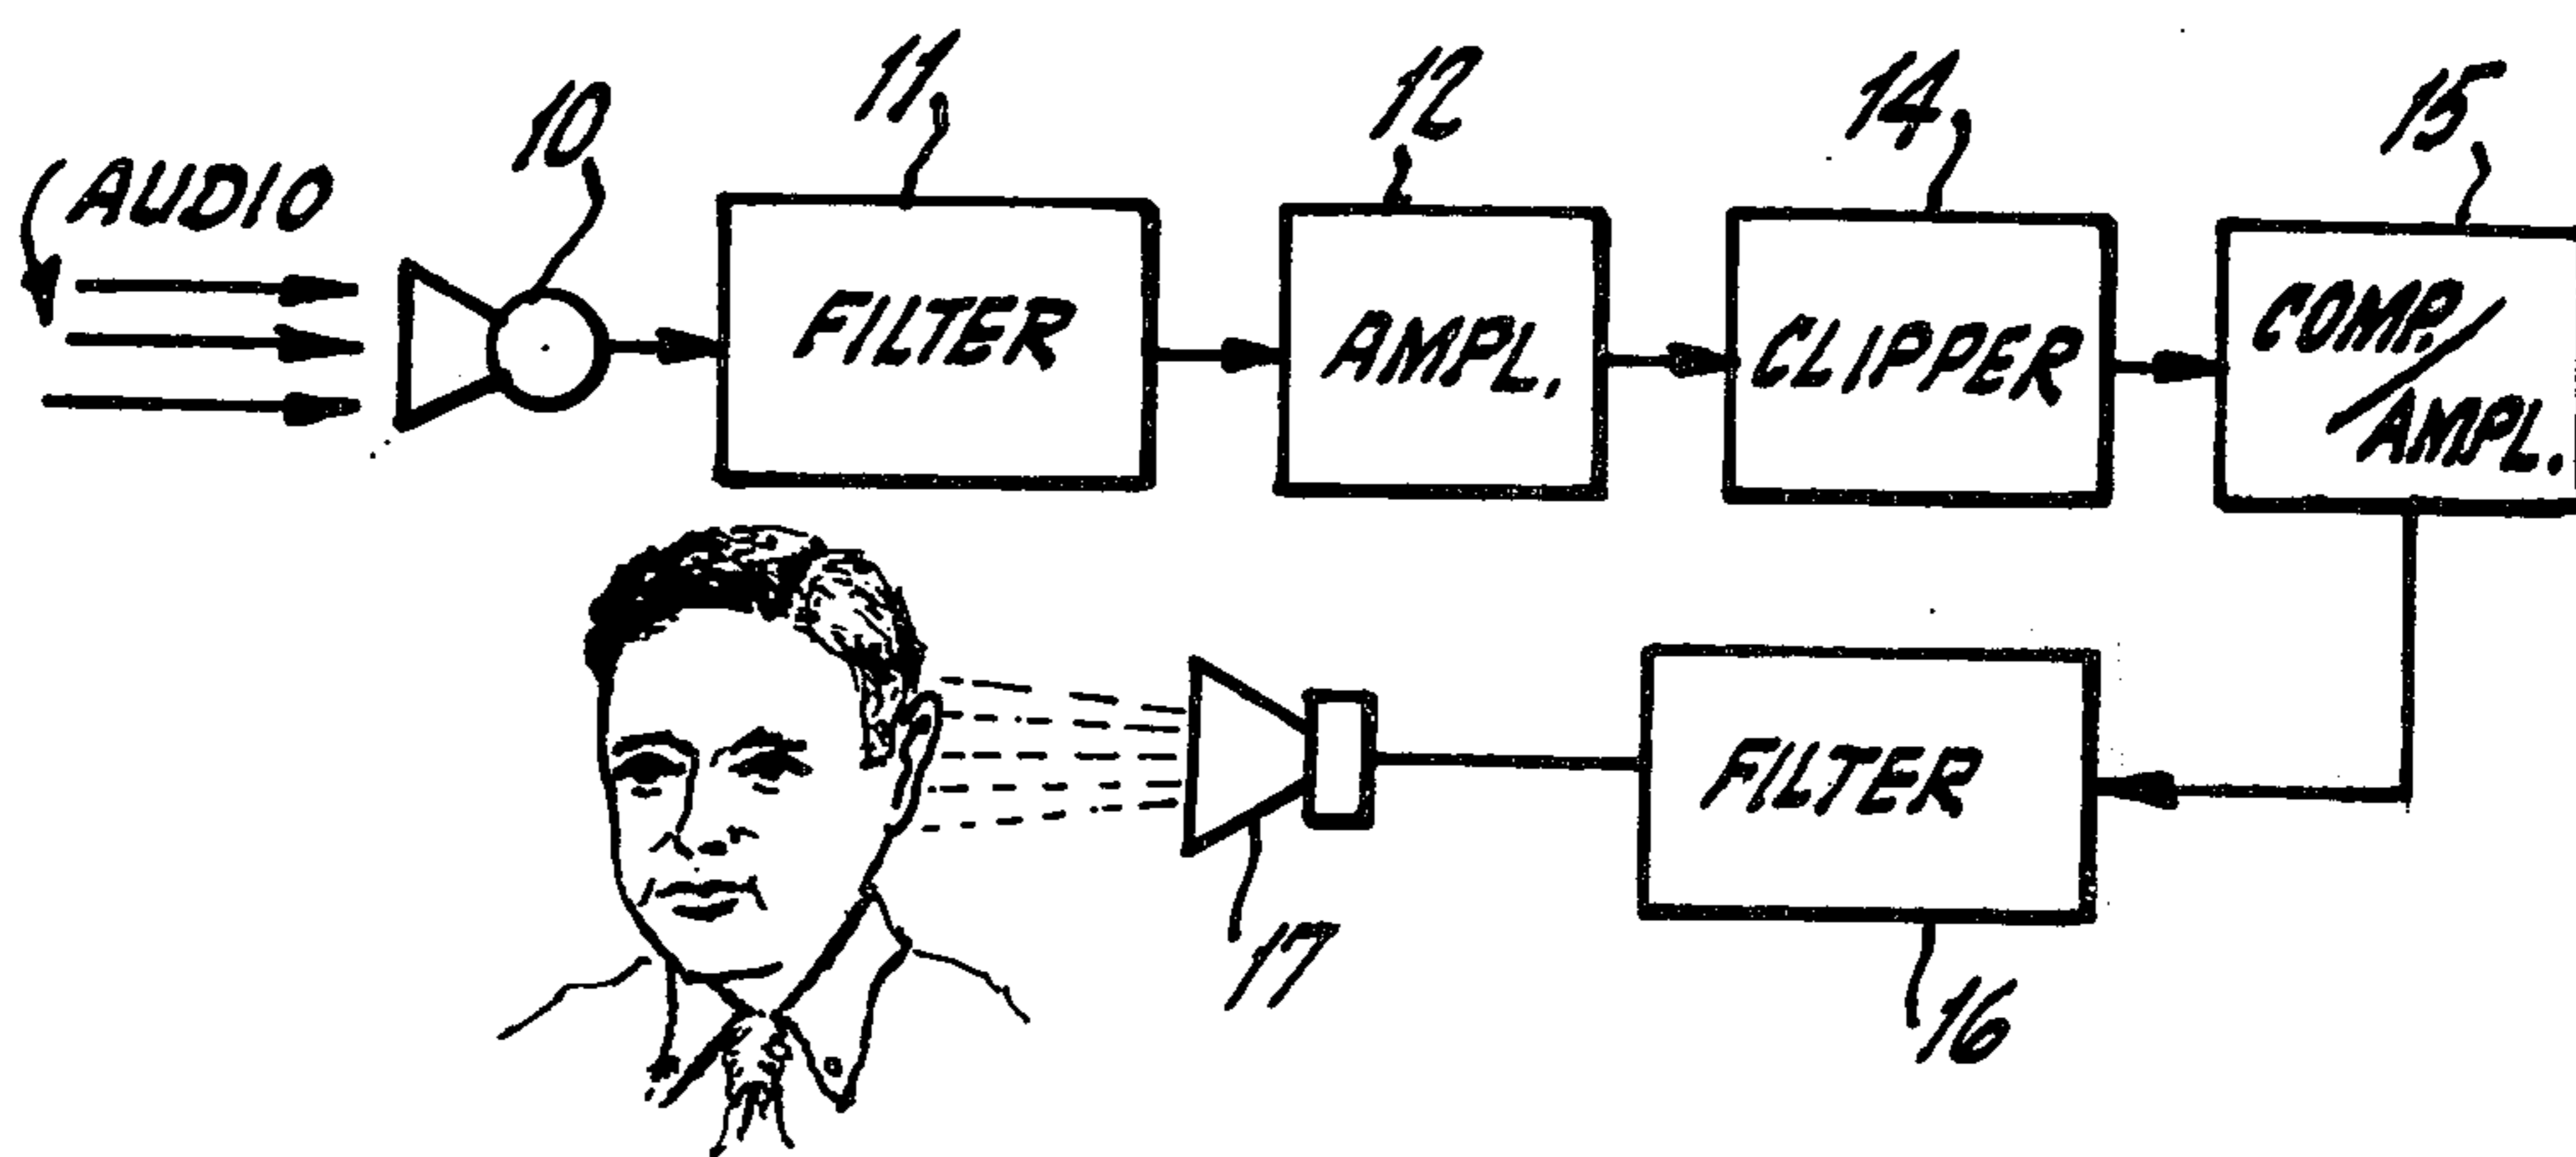 11
12
14
15
10
AUDIO
FILTER
AMPL.
CLIPPER
COMP./
AMPL.
FILTER
17
16